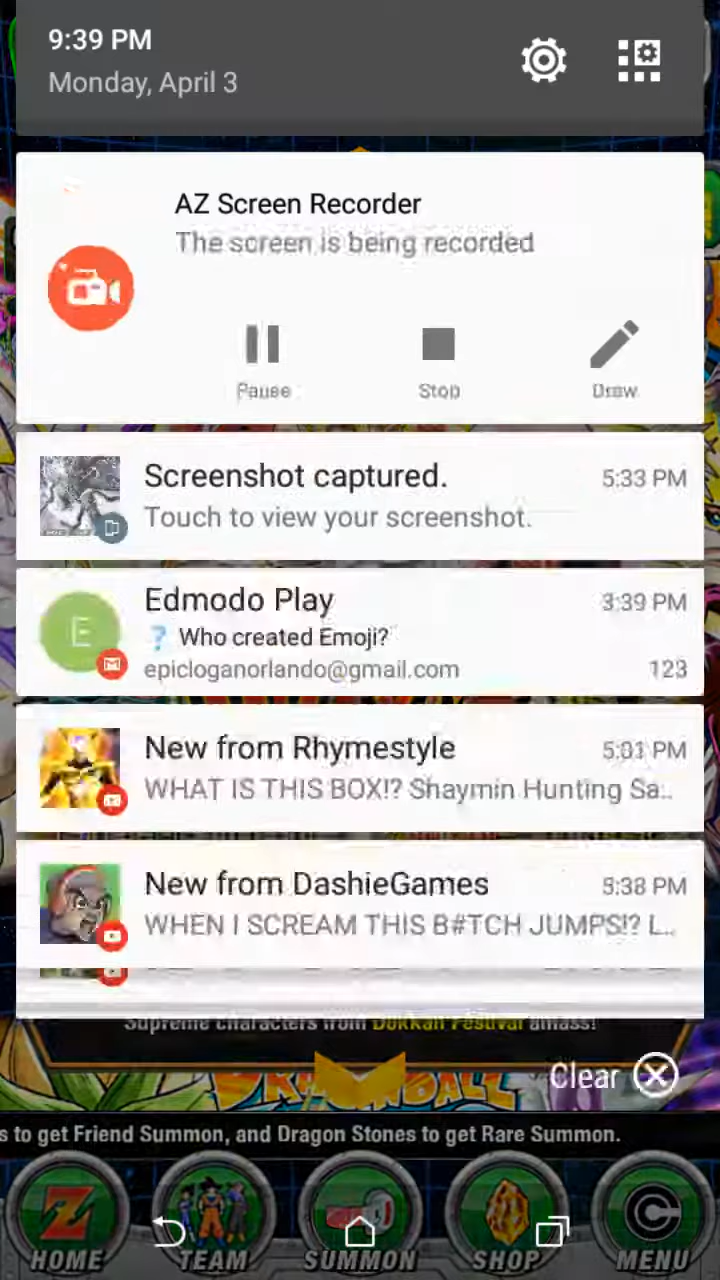 9:39 PM
Monday, April 3
AZ Screen Recorder
The screen is being recorded
Pause
Stop
Draw
Screenshot captured.
5:33 PM
Touch to view your screenshot.
E
Edmodo Play
3:39 PM
❔ Who created Emoji?
epicloganorlando@gmail.com
123
New from Rhymestyle
5:01 PM
WHAT IS THIS BOX!? Shaymin Hunting Sa..
New from DashieGames
5:38 PM
WHEN I SCREAM THIS B#TCH JUMPS!? L...
Supreme characters from Dokkan Festival amass!
Clear
DRAGONBALL
s to get Friend Summon, and Dragon Stones to get Rare Summon.
HOME
TEAM
SUMMON
SHOP
MENU